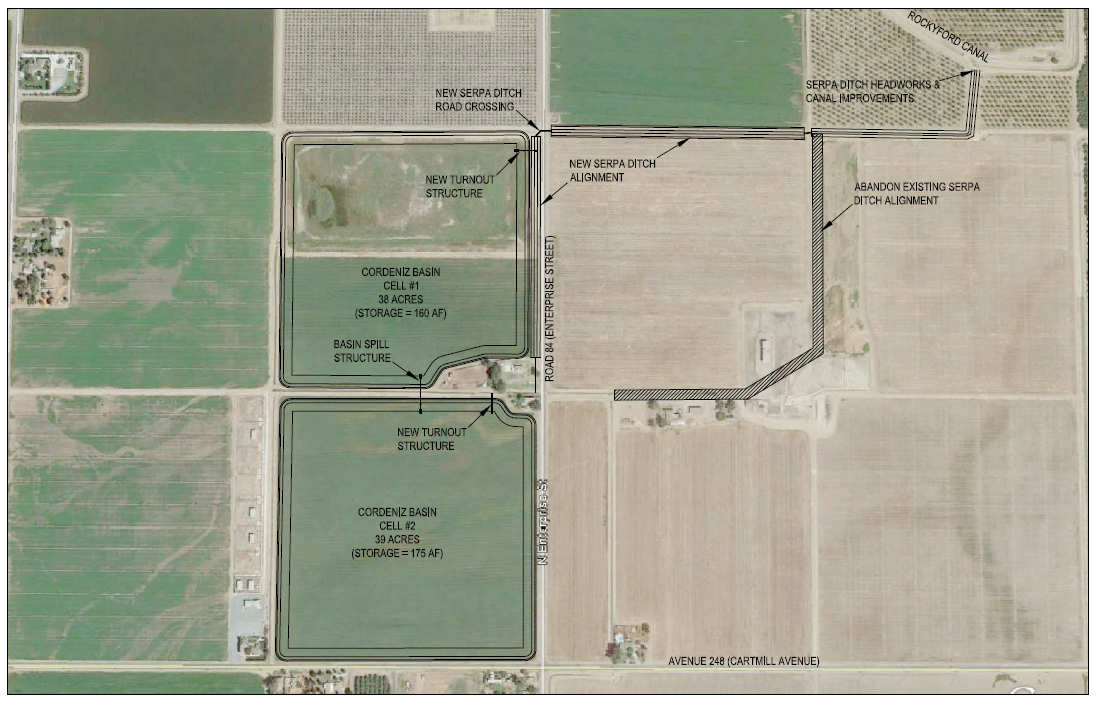 ROCKYFORD CANAL
SERPA DITCH HEADWORKS &
CANAL IMPROVEMENTS
NEW SERPA DITCH
ROAD CROSSING
NEW TURNOUT
STRUCTURE
NEW SERPA DITCH
ALIGNMENT
ABANDON EXISTING SERPA
DITCH ALIGNMENT
ROAD 84 (ENTERPRISE STREET)
CORDENIZ BASIN
CELL #1
38 ACRES
(STORAGE = 160 AF)
BASIN SPILL
STRUCTURE
NEW TURNOUT
STRUCTURE
N Enterprise St
CORDENIZ BASIN
CELL #2
39 ACRES
(STORAGE = 175 AF)
AVENUE 248 (CARTMILL AVENUE)